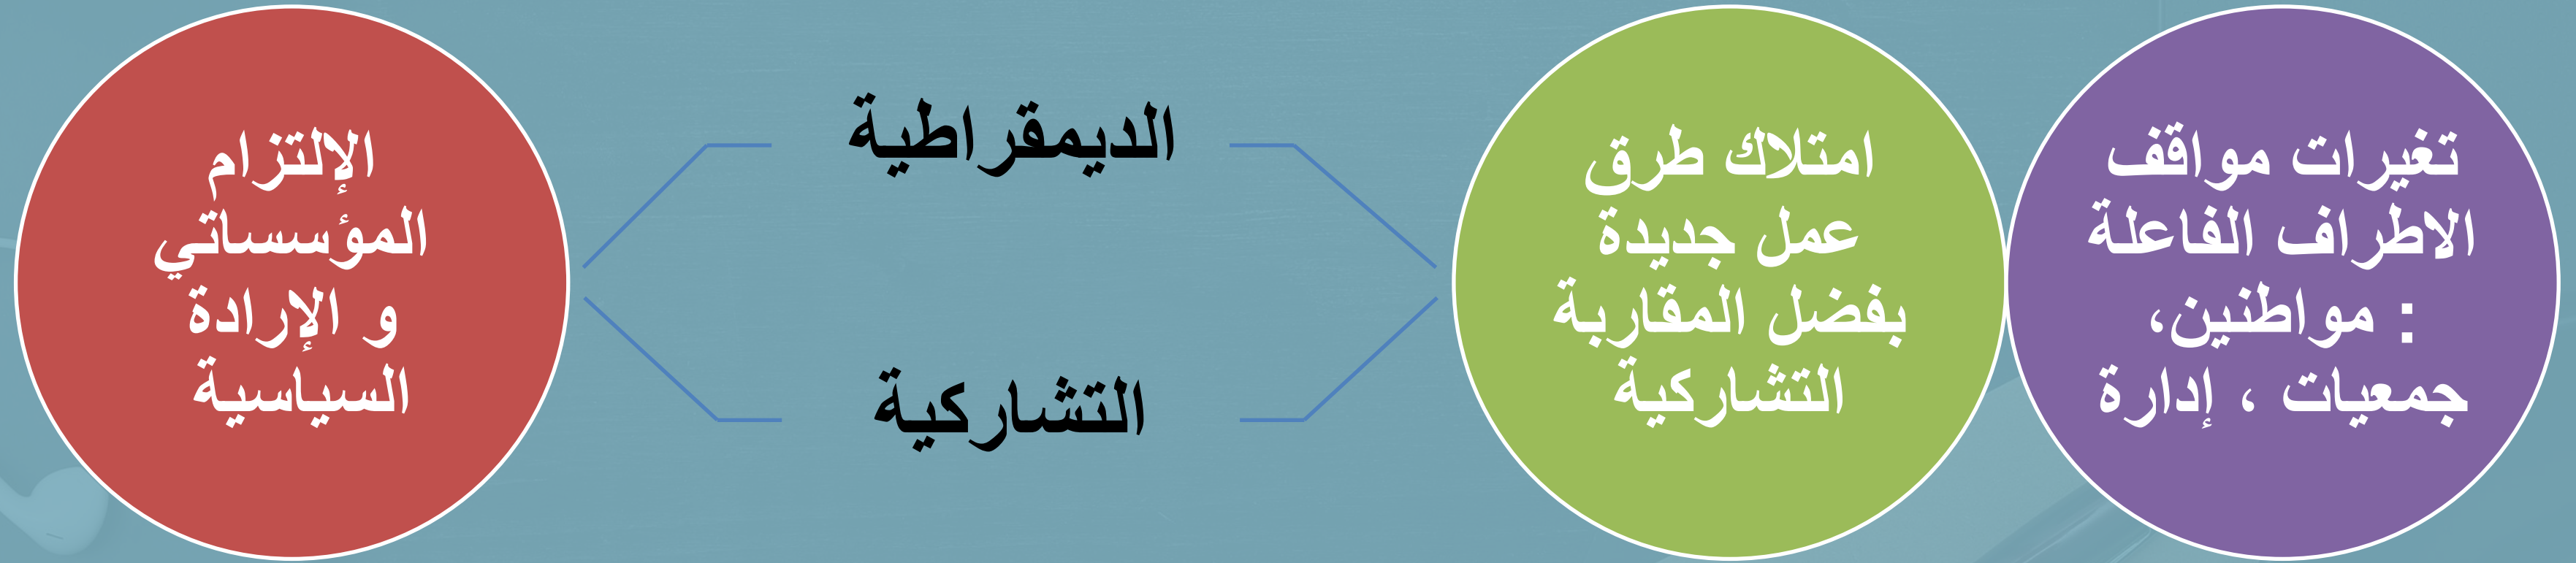 تغيرات مواقف
الاطراف الفاعلة
: مواطنين،
جمعيات ، إدارة
امتلاك طرق
عمل جديدة
بفضل المقاربة
التشاركية
الديمقراطية
التشاركية
الإلتزام
المؤسساتي
و الإرادة
السياسية